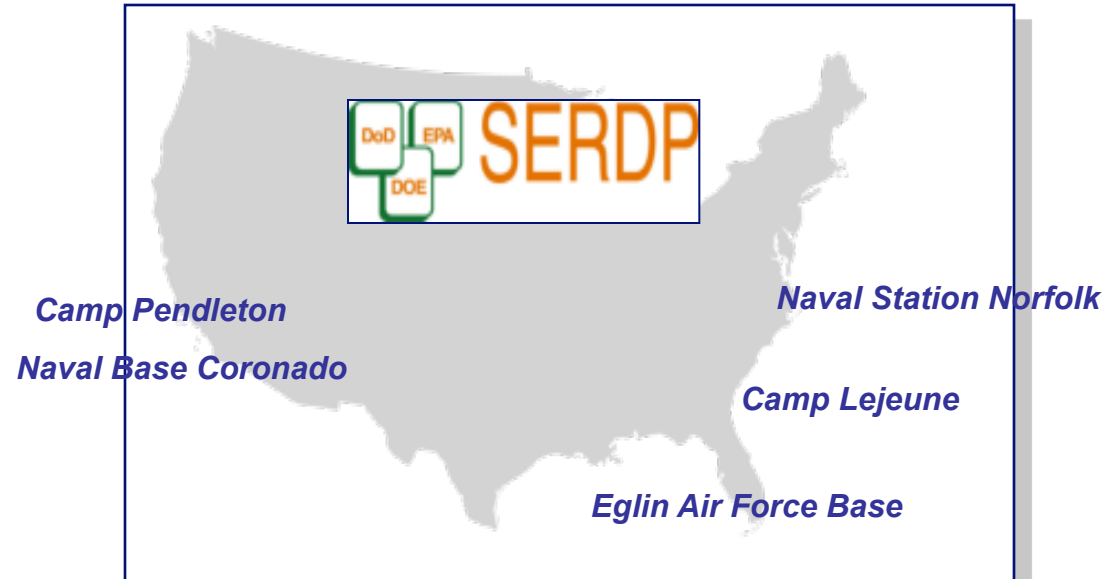 DoD EPA SERDP
DOE
Camp Pendleton
Naval Station Norfolk
Naval Base Coronado
Camp Lejeune
Eglin Air Force Base